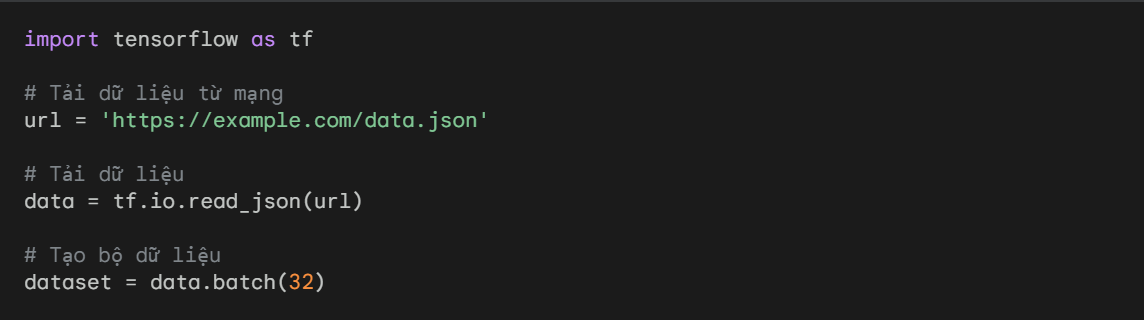 import tensorflow as tf
# Tải dữ liệu từ mạng
url = 'https://example.com/data.json'
# Tải dữ liệu
data = tf.io.read_json(url)
# Tạo bộ dữ liệu
dataset = data.batch(32)